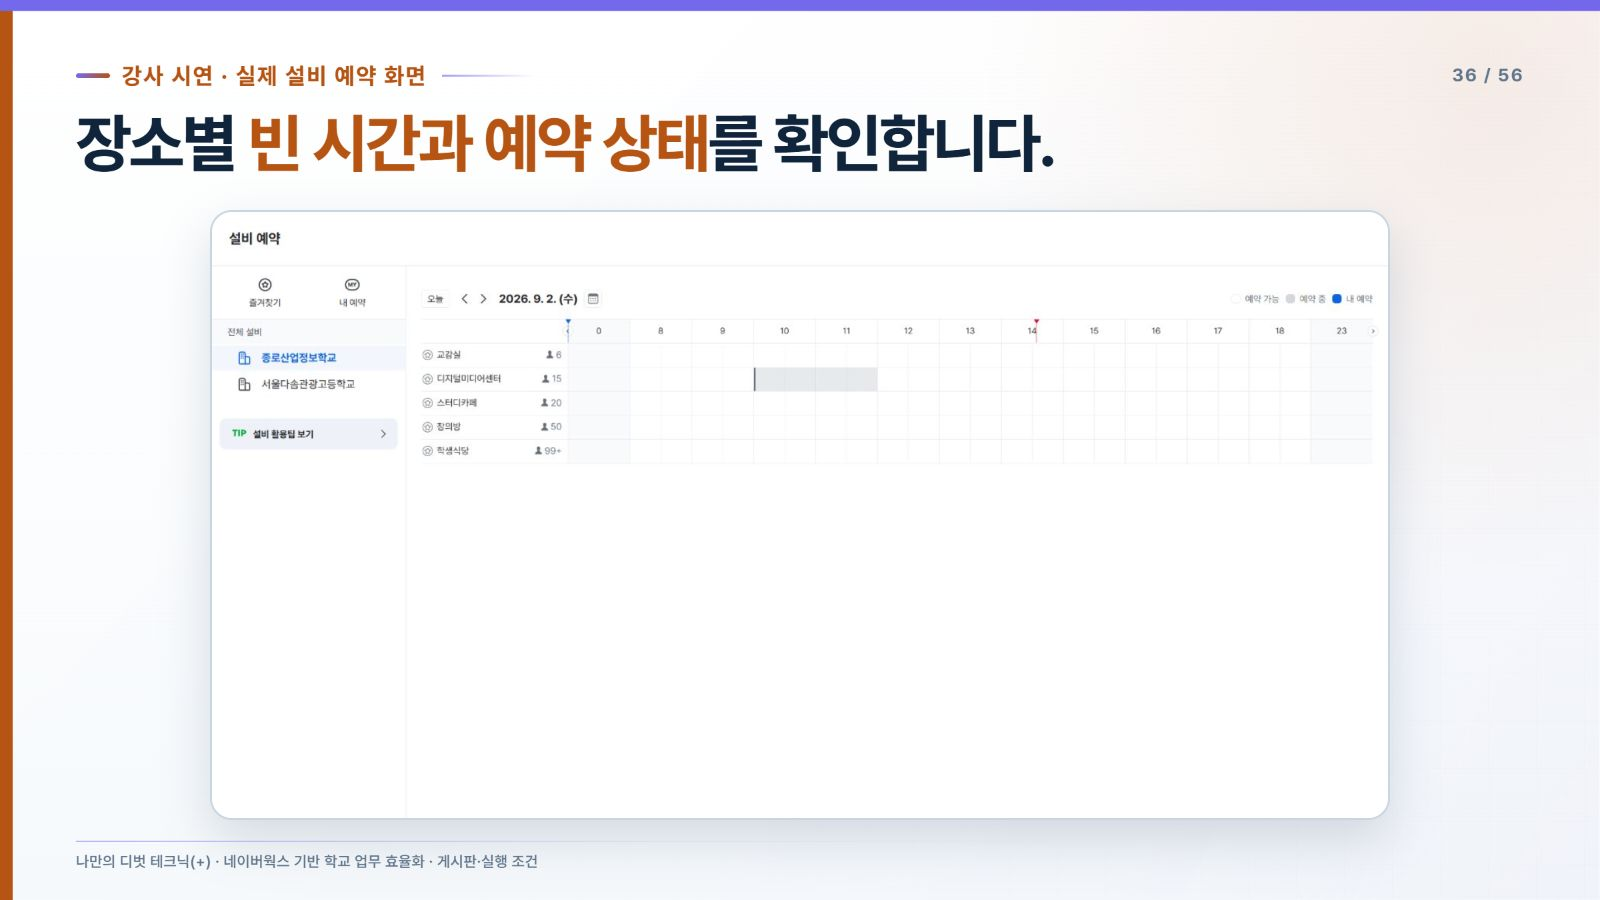 강사 시연 · 실제 설비 예약 화면
36 / 56
장소별 빈 시간과 예약 상태를 확인합니다.
설비 예약
즐겨찾기
MY
내 예약
전체 설비
종로산업정보학교
서울다솜관광고등학교
TIP 설비 활용팁 보기
오늘
2026. 9. 2. (수)
예약 가능 예약 중 내 예약
0 8 9 10 11 12 13 14 15 16 17 18 23
교감실 6
디지털미디어센터 15
스터디카페 20
창의방 50
학생식당 99+
나만의 디벗 테크닉(+) · 네이버웍스 기반 학교 업무 효율화 · 게시판·실행 조건